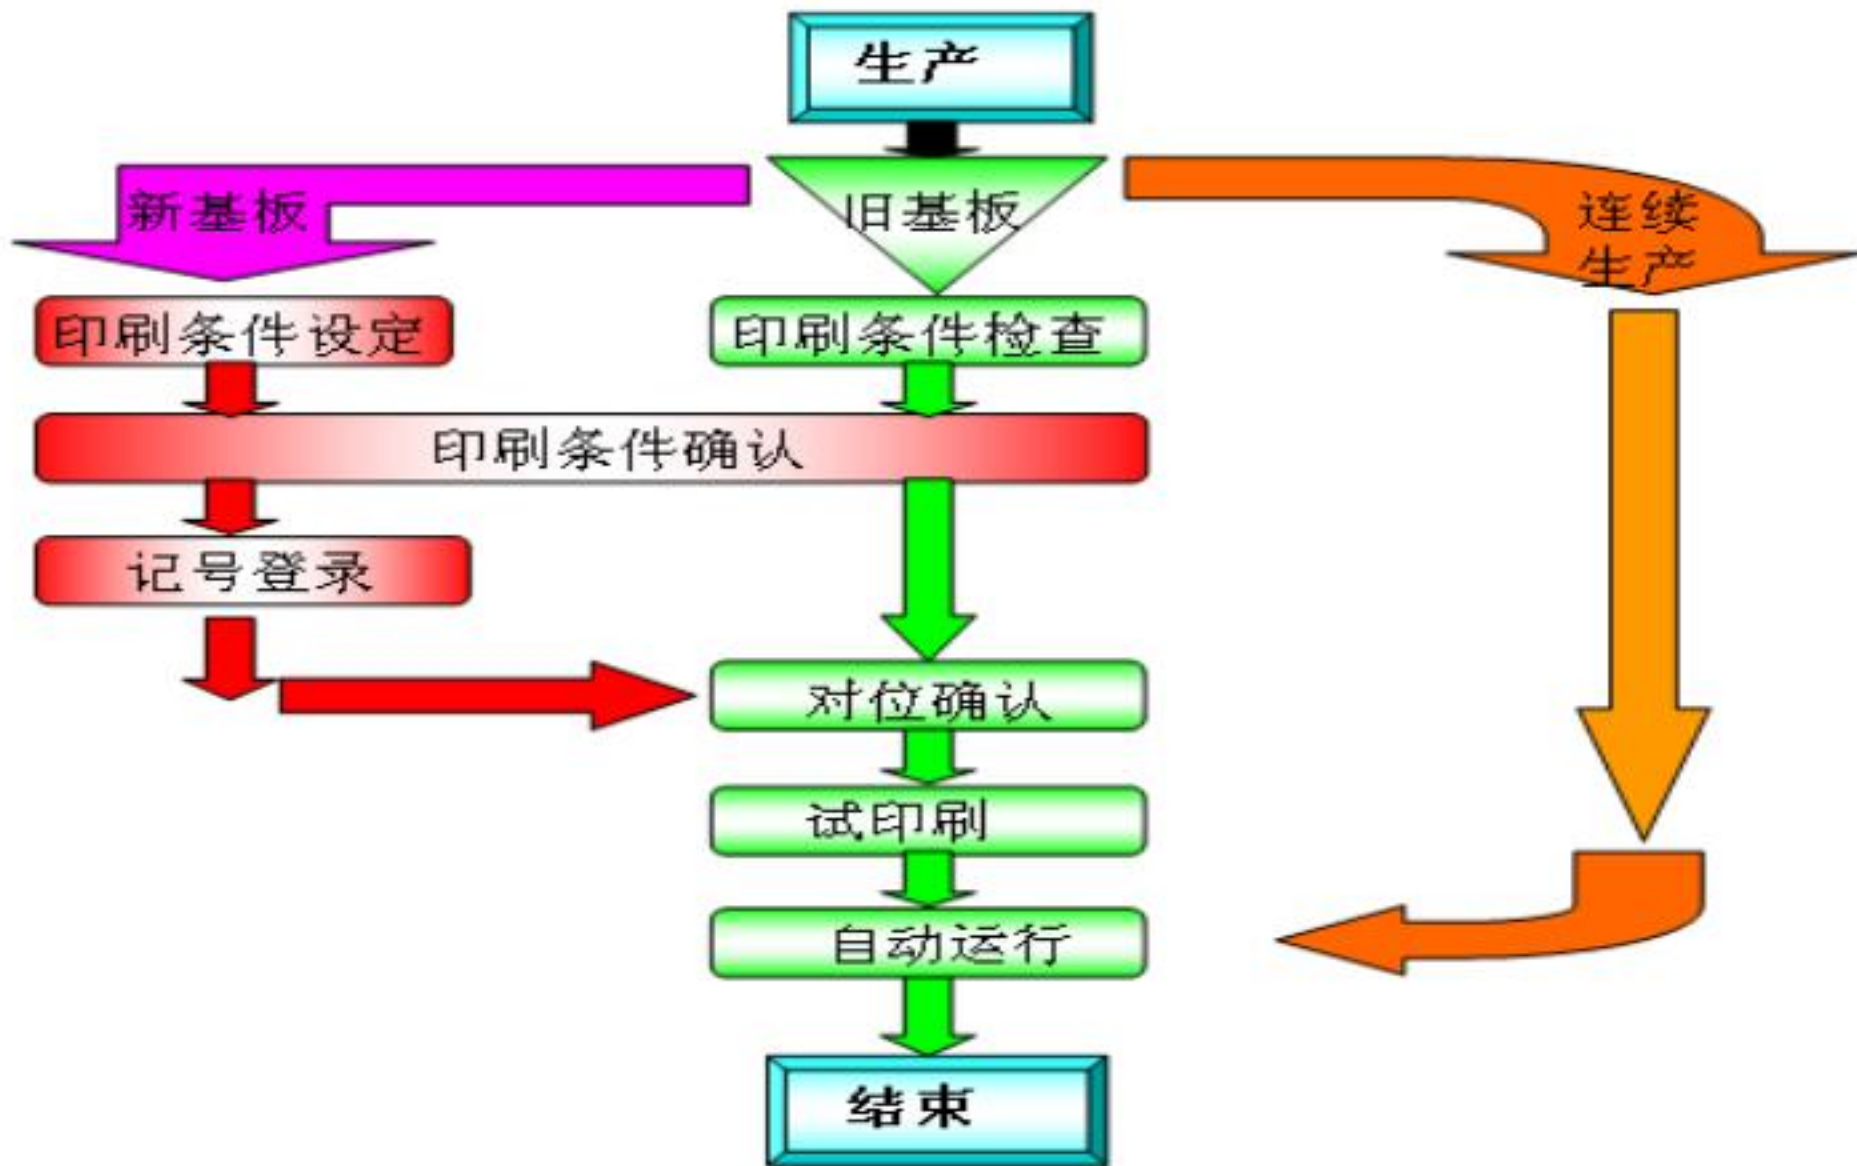 生产
新基板
旧基板
连续
生产
印刷条件设定
印刷条件检查
印刷条件确认
记号登录
对位确认
试印刷
自动运行
结束